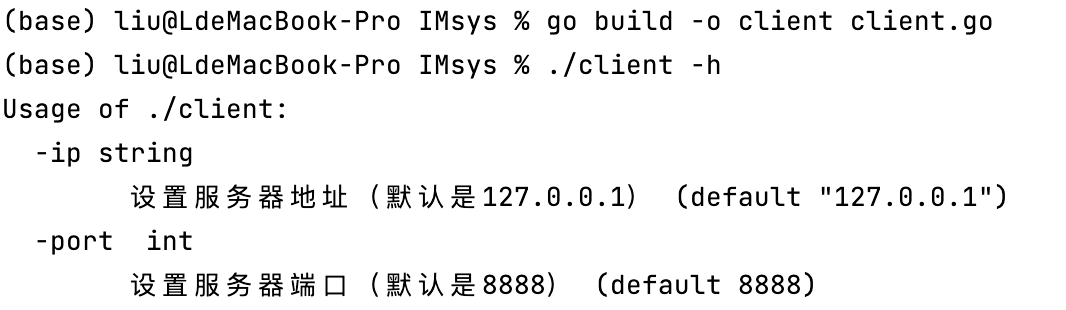 (base) liu@LdeMacBook-Pro IMsys % go build -o client client.go
(base) liu@LdeMacBook-Pro IMsys % ./client -h
Usage of ./client:
  -ip string
        设置服务器地址（默认是127.0.0.1） (default "127.0.0.1")
  -port  int
        设置服务器端口（默认是8888） (default 8888)